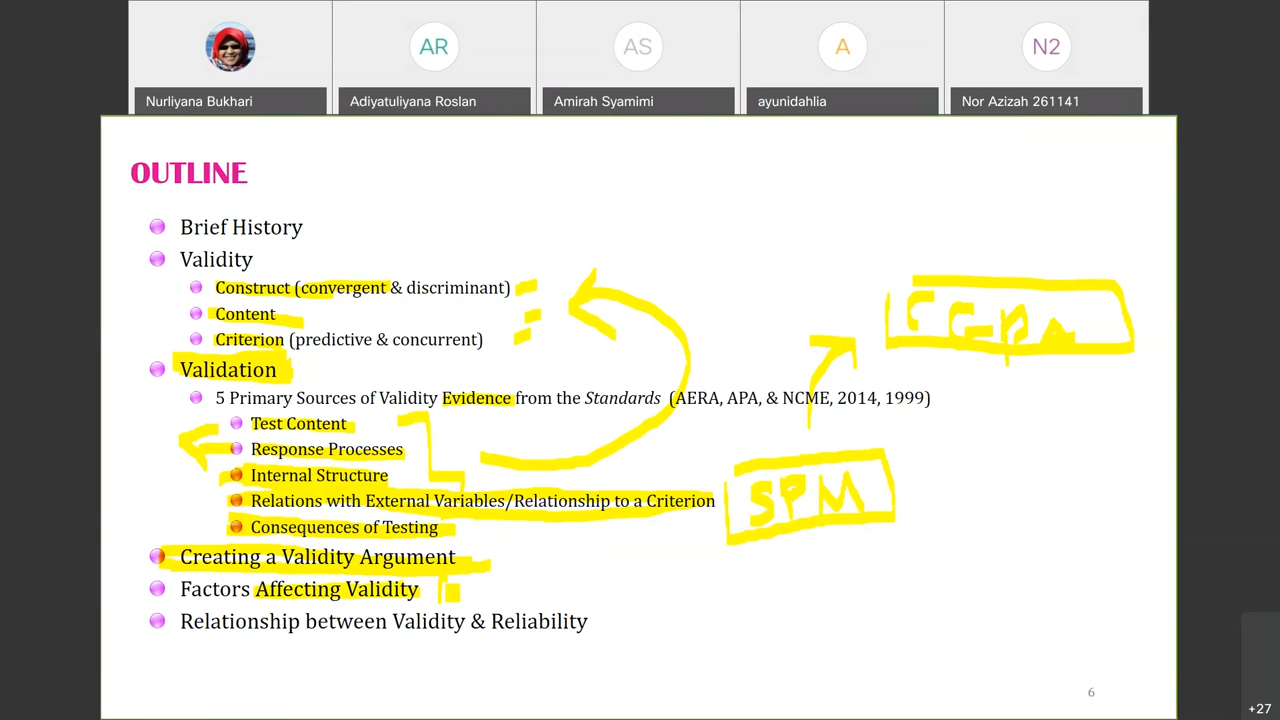 AR
AS
A
N2
Nurliyana Bukhari
Adiyatuliyana Roslan
Amirah Syamimi
ayunidahlia
Nor Azizah 261141
OUTLINE
Brief History
Validity
Construct (convergent & discriminant)
Content
Criterion (predictive & concurrent)
CGPA
Validation
5 Primary Sources of Validity Evidence from the Standards (AERA, APA, & NCME, 2014, 1999)
Test Content
Response Processes
Internal Structure
Relations with External Variables/Relationship to a Criterion
SPM
Consequences of Testing
Creating a Validity Argument
Factors Affecting Validity
Relationship between Validity & Reliability
6
+27